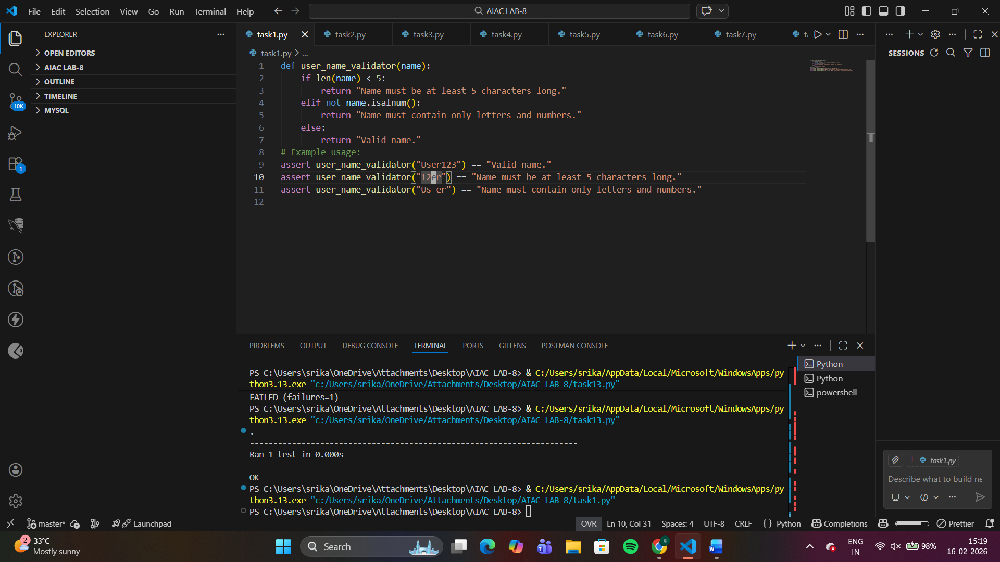 File Edit Selection View Go Run Terminal Help
AIAC LAB-8
EXPLORER
OPEN EDITORS
AIAC LAB-8
OUTLINE
TIMELINE
MYSQL
10K
1
task1.py
task2.py
task3.py
task4.py
task5.py
task6.py
task7.py
task1.py > ...
1 def user_name_validator(name):
2 if len(name) < 5:
3 return "Name must be at least 5 characters long."
4 elif not name.isalnum():
5 return "Name must contain only letters and numbers."
6 else:
7 return "Valid name."
8 # Example usage:
9 assert user_name_validator("User123") == "Valid name."
10 assert user_name_validator("12er") == "Name must be at least 5 characters long."
11 assert user_name_validator("Us er") == "Name must contain only letters and numbers."
12
SESSIONS
PROBLEMS OUTPUT DEBUG CONSOLE TERMINAL PORTS GITLENS POSTMAN CONSOLE
PS C:\Users\srika\OneDrive\Attachments\Desktop\AIAC LAB-8> & C:/Users/srika/AppData/Local/Microsoft/WindowsApps/py
thon3.13.exe "c:/Users/srika/OneDrive/Attachments/Desktop/AIAC LAB-8/task13.py"
FAILED (failures=1)
PS C:\Users\srika\OneDrive\Attachments\Desktop\AIAC LAB-8> & C:/Users/srika/AppData/Local/Microsoft/WindowsApps/py
thon3.13.exe "c:/Users/srika/OneDrive/Attachments/Desktop/AIAC LAB-8/task13.py"
.
----------------------------------------------------------------------
Ran 1 test in 0.000s
OK
PS C:\Users\srika\OneDrive\Attachments\Desktop\AIAC LAB-8> & C:/Users/srika/AppData/Local/Microsoft/WindowsApps/py
thon3.13.exe "c:/Users/srika/OneDrive/Attachments/Desktop/AIAC LAB-8/task1.py"
PS C:\Users\srika\OneDrive\Attachments\Desktop\AIAC LAB-8>
Python
Python
powershell
task1.py
Describe what to build ne
master* Launchpad
OVR Ln 10, Col 31 Spaces: 4 UTF-8 CRLF { } Python Completions Prettier
2
33°C
Mostly sunny
Search
ENG
IN
98%
15:19
16-02-2026